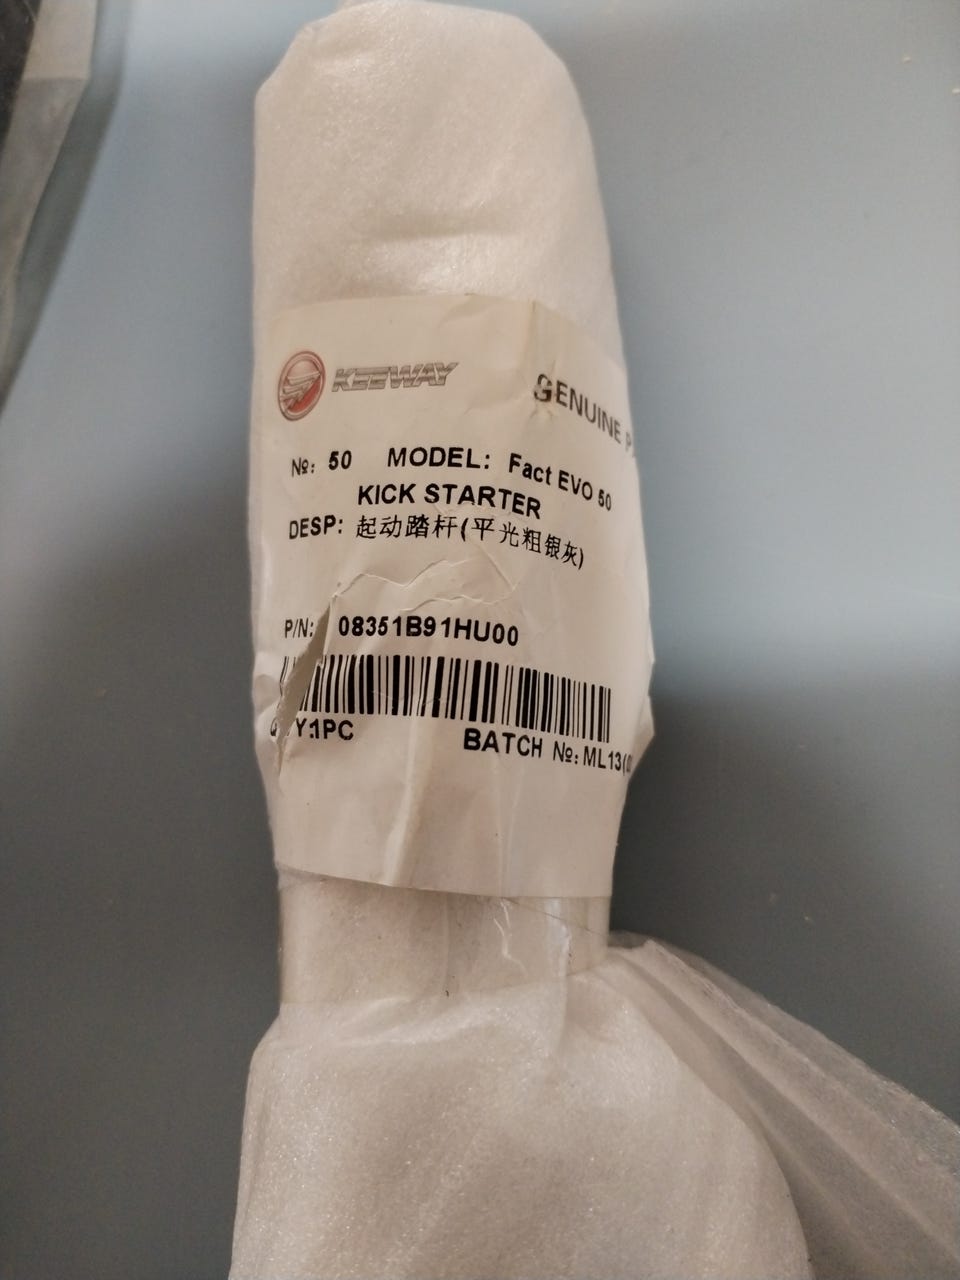 KEEWAY
GENUINE
№: 50 MODEL: Fact EVO 50
KICK STARTER
DESP: 起动踏杆(平光粗银灰)
P/N: 08351B91HU00
1PC
BATCH №: ML13